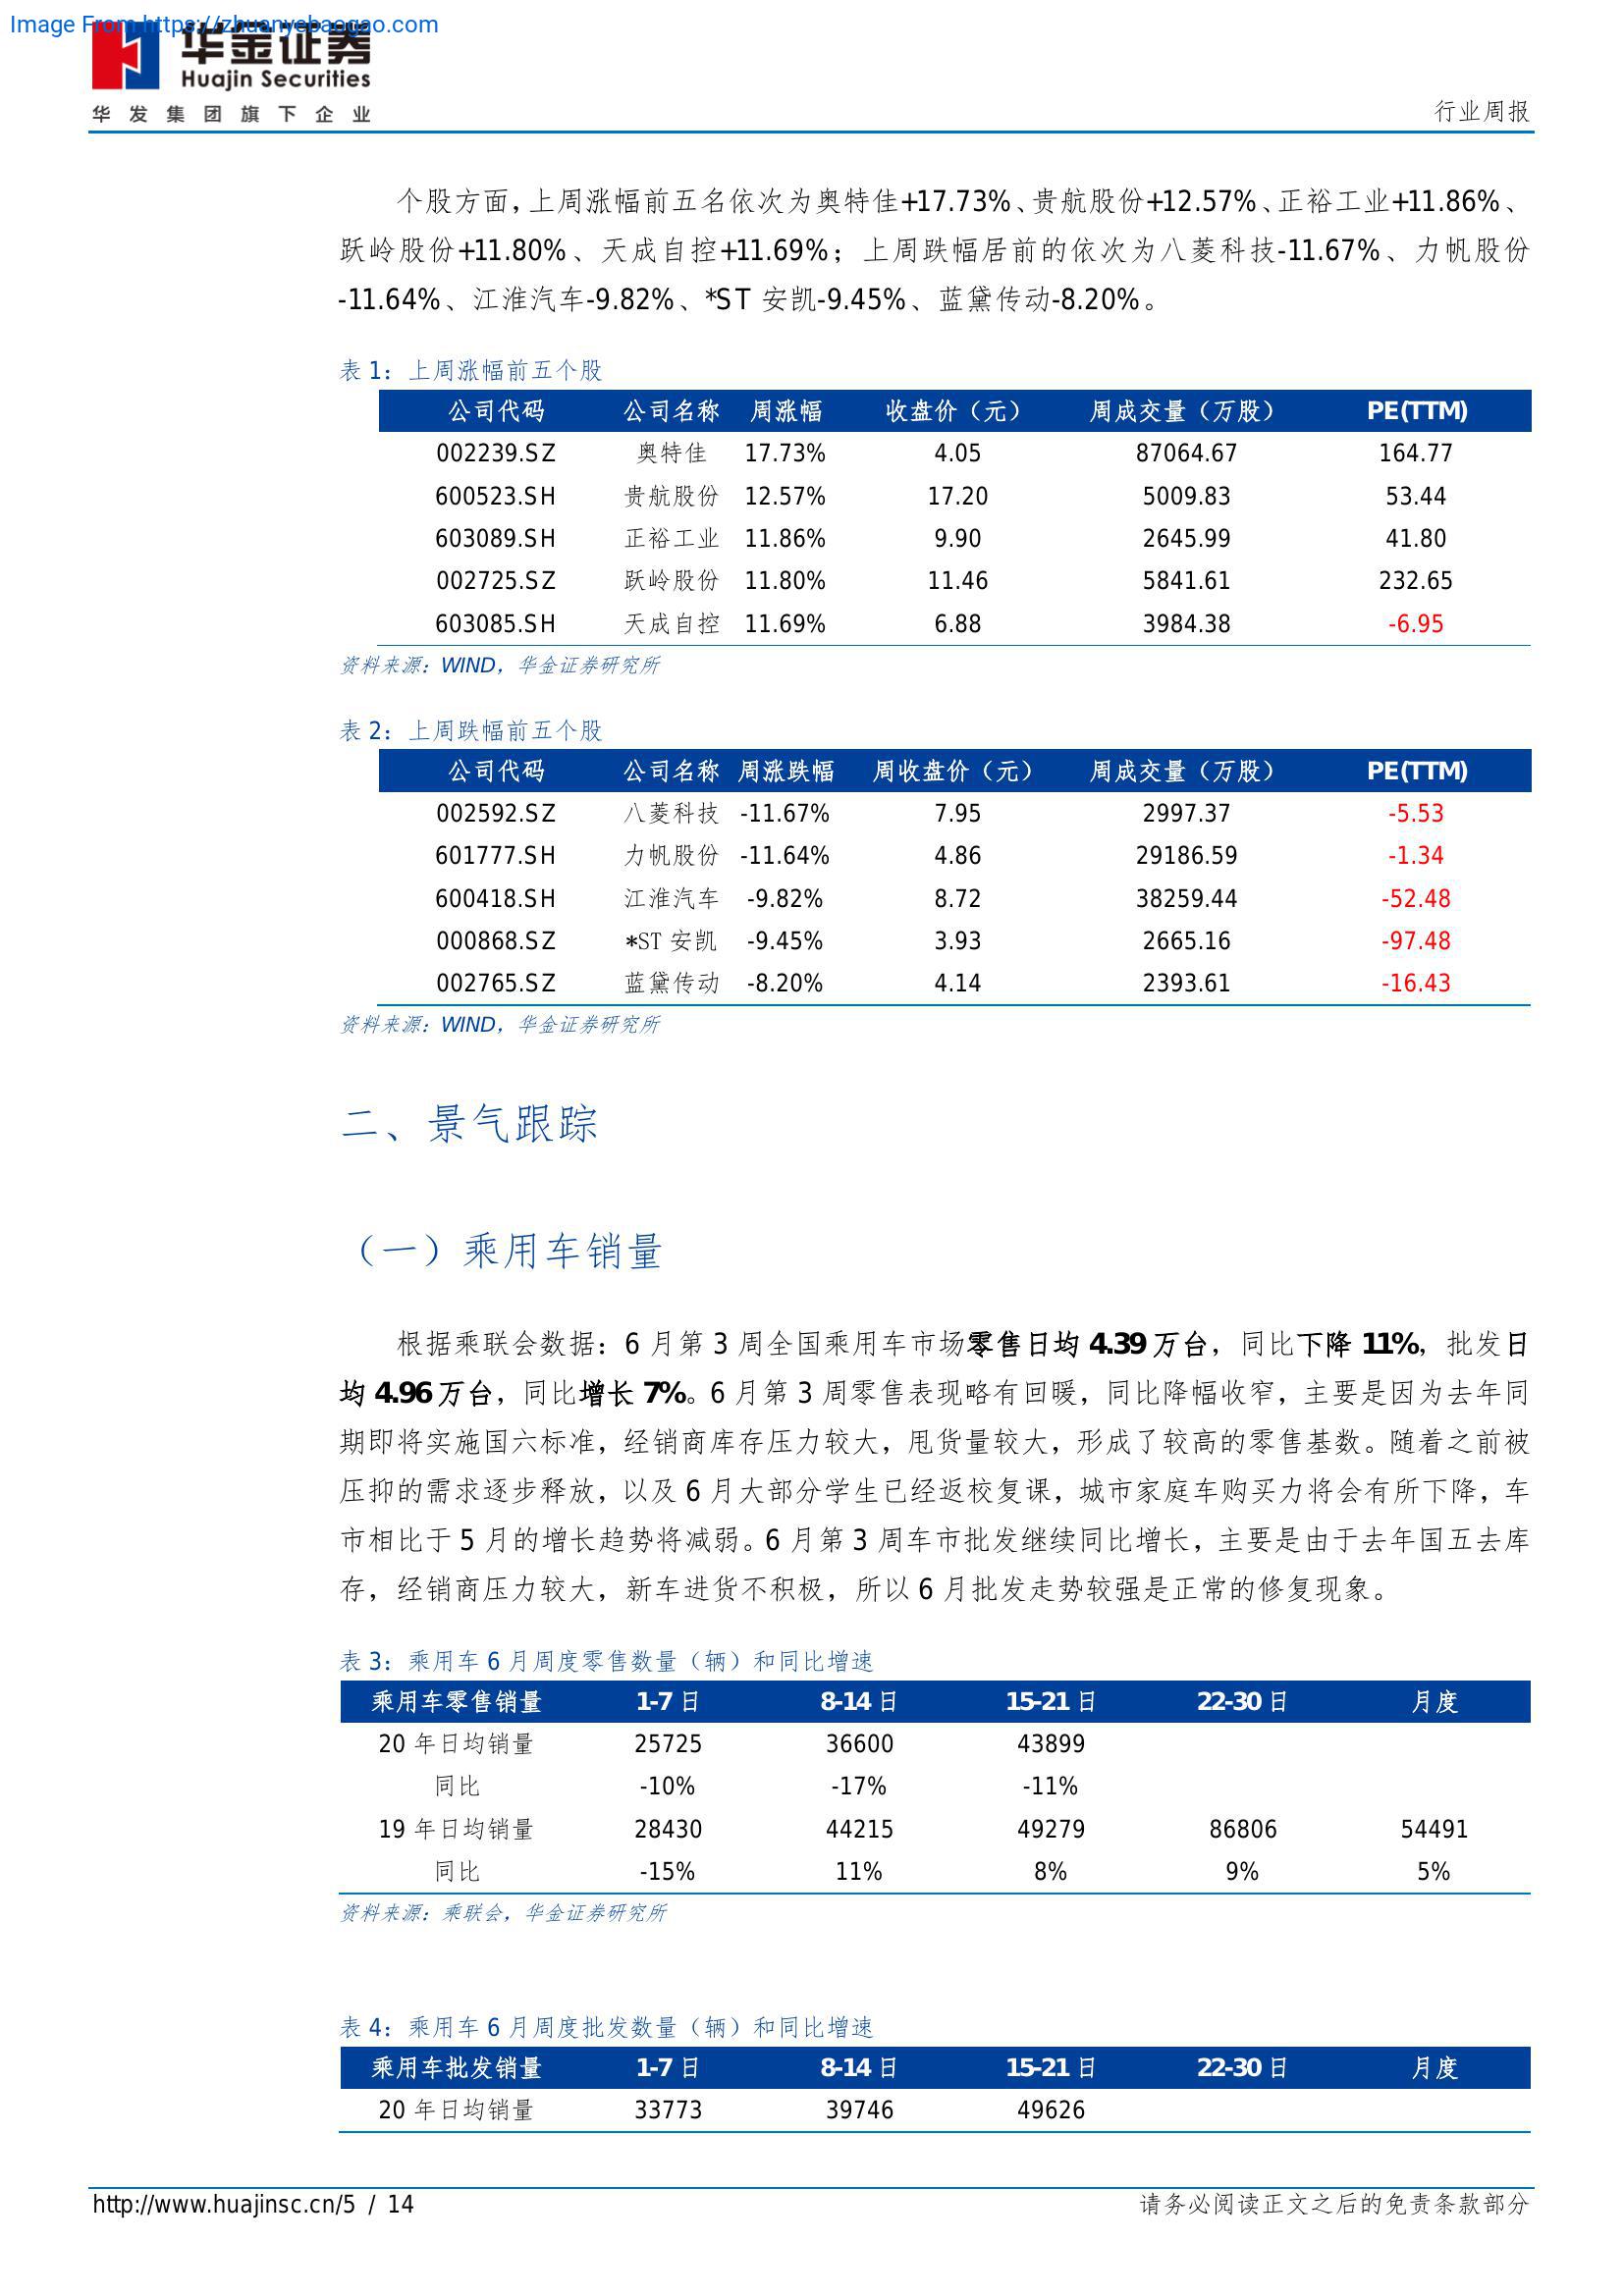 Image From https://zhuanyebaogao.com
华金证券
Huajin Securities
华发集团旗下企业
行业周报
个股方面，上周涨幅前五名依次为奥特佳+17.73%、贵航股份+12.57%、正裕工业+11.86%、
跃岭股份+11.80%、天成自控+11.69%；上周跌幅居前的依次为八菱科技-11.67%、力帆股份
-11.64%、江淮汽车-9.82%、*ST 安凯-9.45%、蓝黛传动-8.20%。
表 1：上周涨幅前五个股
公司代码 公司名称 周涨幅 收盘价（元） 周成交量（万股） PE(TTM)
002239.SZ 奥特佳 17.73% 4.05 87064.67 164.77
600523.SH 贵航股份 12.57% 17.20 5009.83 53.44
603089.SH 正裕工业 11.86% 9.90 2645.99 41.80
002725.SZ 跃岭股份 11.80% 11.46 5841.61 232.65
603085.SH 天成自控 11.69% 6.88 3984.38 -6.95
资料来源：WIND，华金证券研究所
表 2：上周跌幅前五个股
公司代码 公司名称 周涨跌幅 周收盘价（元） 周成交量（万股） PE(TTM)
002592.SZ 八菱科技 -11.67% 7.95 2997.37 -5.53
601777.SH 力帆股份 -11.64% 4.86 29186.59 -1.34
600418.SH 江淮汽车 -9.82% 8.72 38259.44 -52.48
000868.SZ *ST 安凯 -9.45% 3.93 2665.16 -97.48
002765.SZ 蓝黛传动 -8.20% 4.14 2393.61 -16.43
资料来源：WIND，华金证券研究所
二、景气跟踪
（一）乘用车销量
根据乘联会数据：6 月第 3 周全国乘用车市场零售日均 4.39 万台，同比下降 11%，批发日
均 4.96 万台，同比增长 7%。6 月第 3 周零售表现略有回暖，同比降幅收窄，主要是因为去年同
期即将实施国六标准，经销商库存压力较大，甩货量较大，形成了较高的零售基数。随着之前被
压抑的需求逐步释放，以及 6 月大部分学生已经返校复课，城市家庭车购买力将会有所下降，车
市相比于 5 月的增长趋势将减弱。6 月第 3 周车市批发继续同比增长，主要是由于去年国五去库
存，经销商压力较大，新车进货不积极，所以 6 月批发走势较强是正常的修复现象。
表 3：乘用车 6 月周度零售数量（辆）和同比增速
乘用车零售销量 1-7 日 8-14 日 15-21 日 22-30 日 月度
20 年日均销量 25725 36600 43899
同比 -10% -17% -11%
19 年日均销量 28430 44215 49279 86806 54491
同比 -15% 11% 8% 9% 5%
资料来源：乘联会，华金证券研究所
表 4：乘用车 6 月周度批发数量（辆）和同比增速
乘用车批发销量 1-7 日 8-14 日 15-21 日 22-30 日 月度
20 年日均销量 33773 39746 49626
http://www.huajinsc.cn/5 / 14
请务必阅读正文之后的免责条款部分